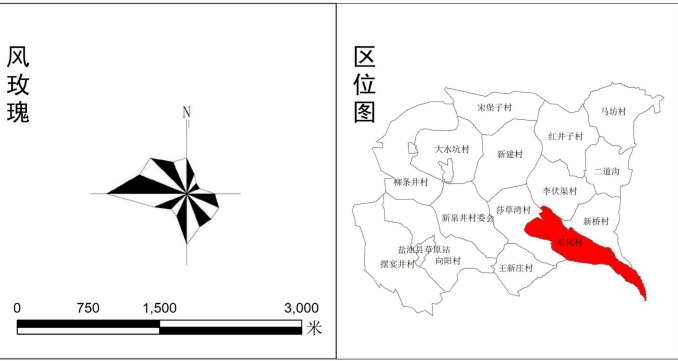 风玫瑰
N
0 750 1,500 3,000
米
区位图
宋堡子村
马坊村
红井子村
大水坑村
新建村
二道沟
柳条井村
李伏渠村
莎草湾村
新泉井村委会
新桥村
东风村
盐池县草原站
向阳村
摆宴井村
王新庄村